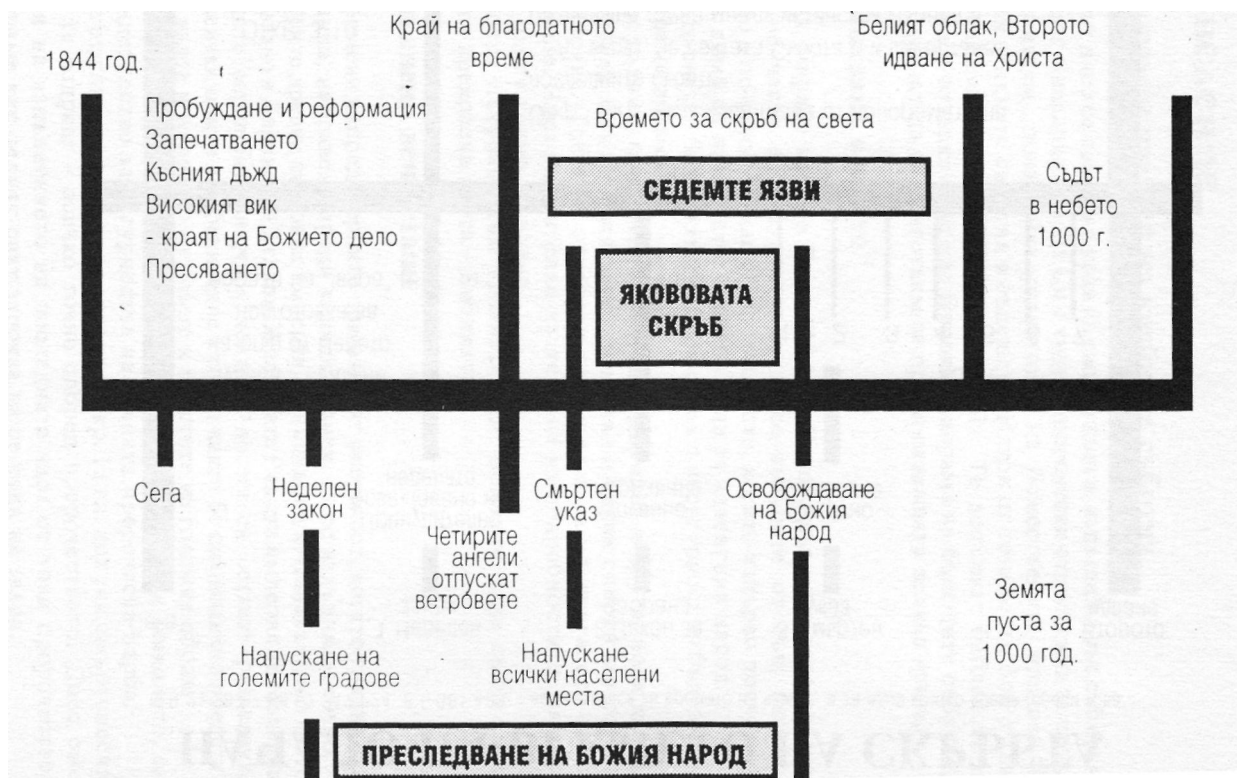 1844 год.
Край на благодатното
време
Белият облак, Второто
идване на Христа
Пробуждане и реформация
Запечатването
Късният дъжд
Високият вик
- краят на Божието дело
Пресяването
Времето за скръб на света
СЕДЕМТЕ ЯЗВИ
ЯКОВОВАТА
СКРЪБ
Съдът
в небето
1000 г.
Сега
Неделен
закон
Четирите
ангели
отпускат
ветровете
Смъртен
указ
Освобождаване
на Божия
народ
Напускане на
големите градове
Напускане
всички населени
места
Земята
пуста за
1000 год.
ПРЕСЛЕДВАНЕ НА БОЖИЯ НАРОД